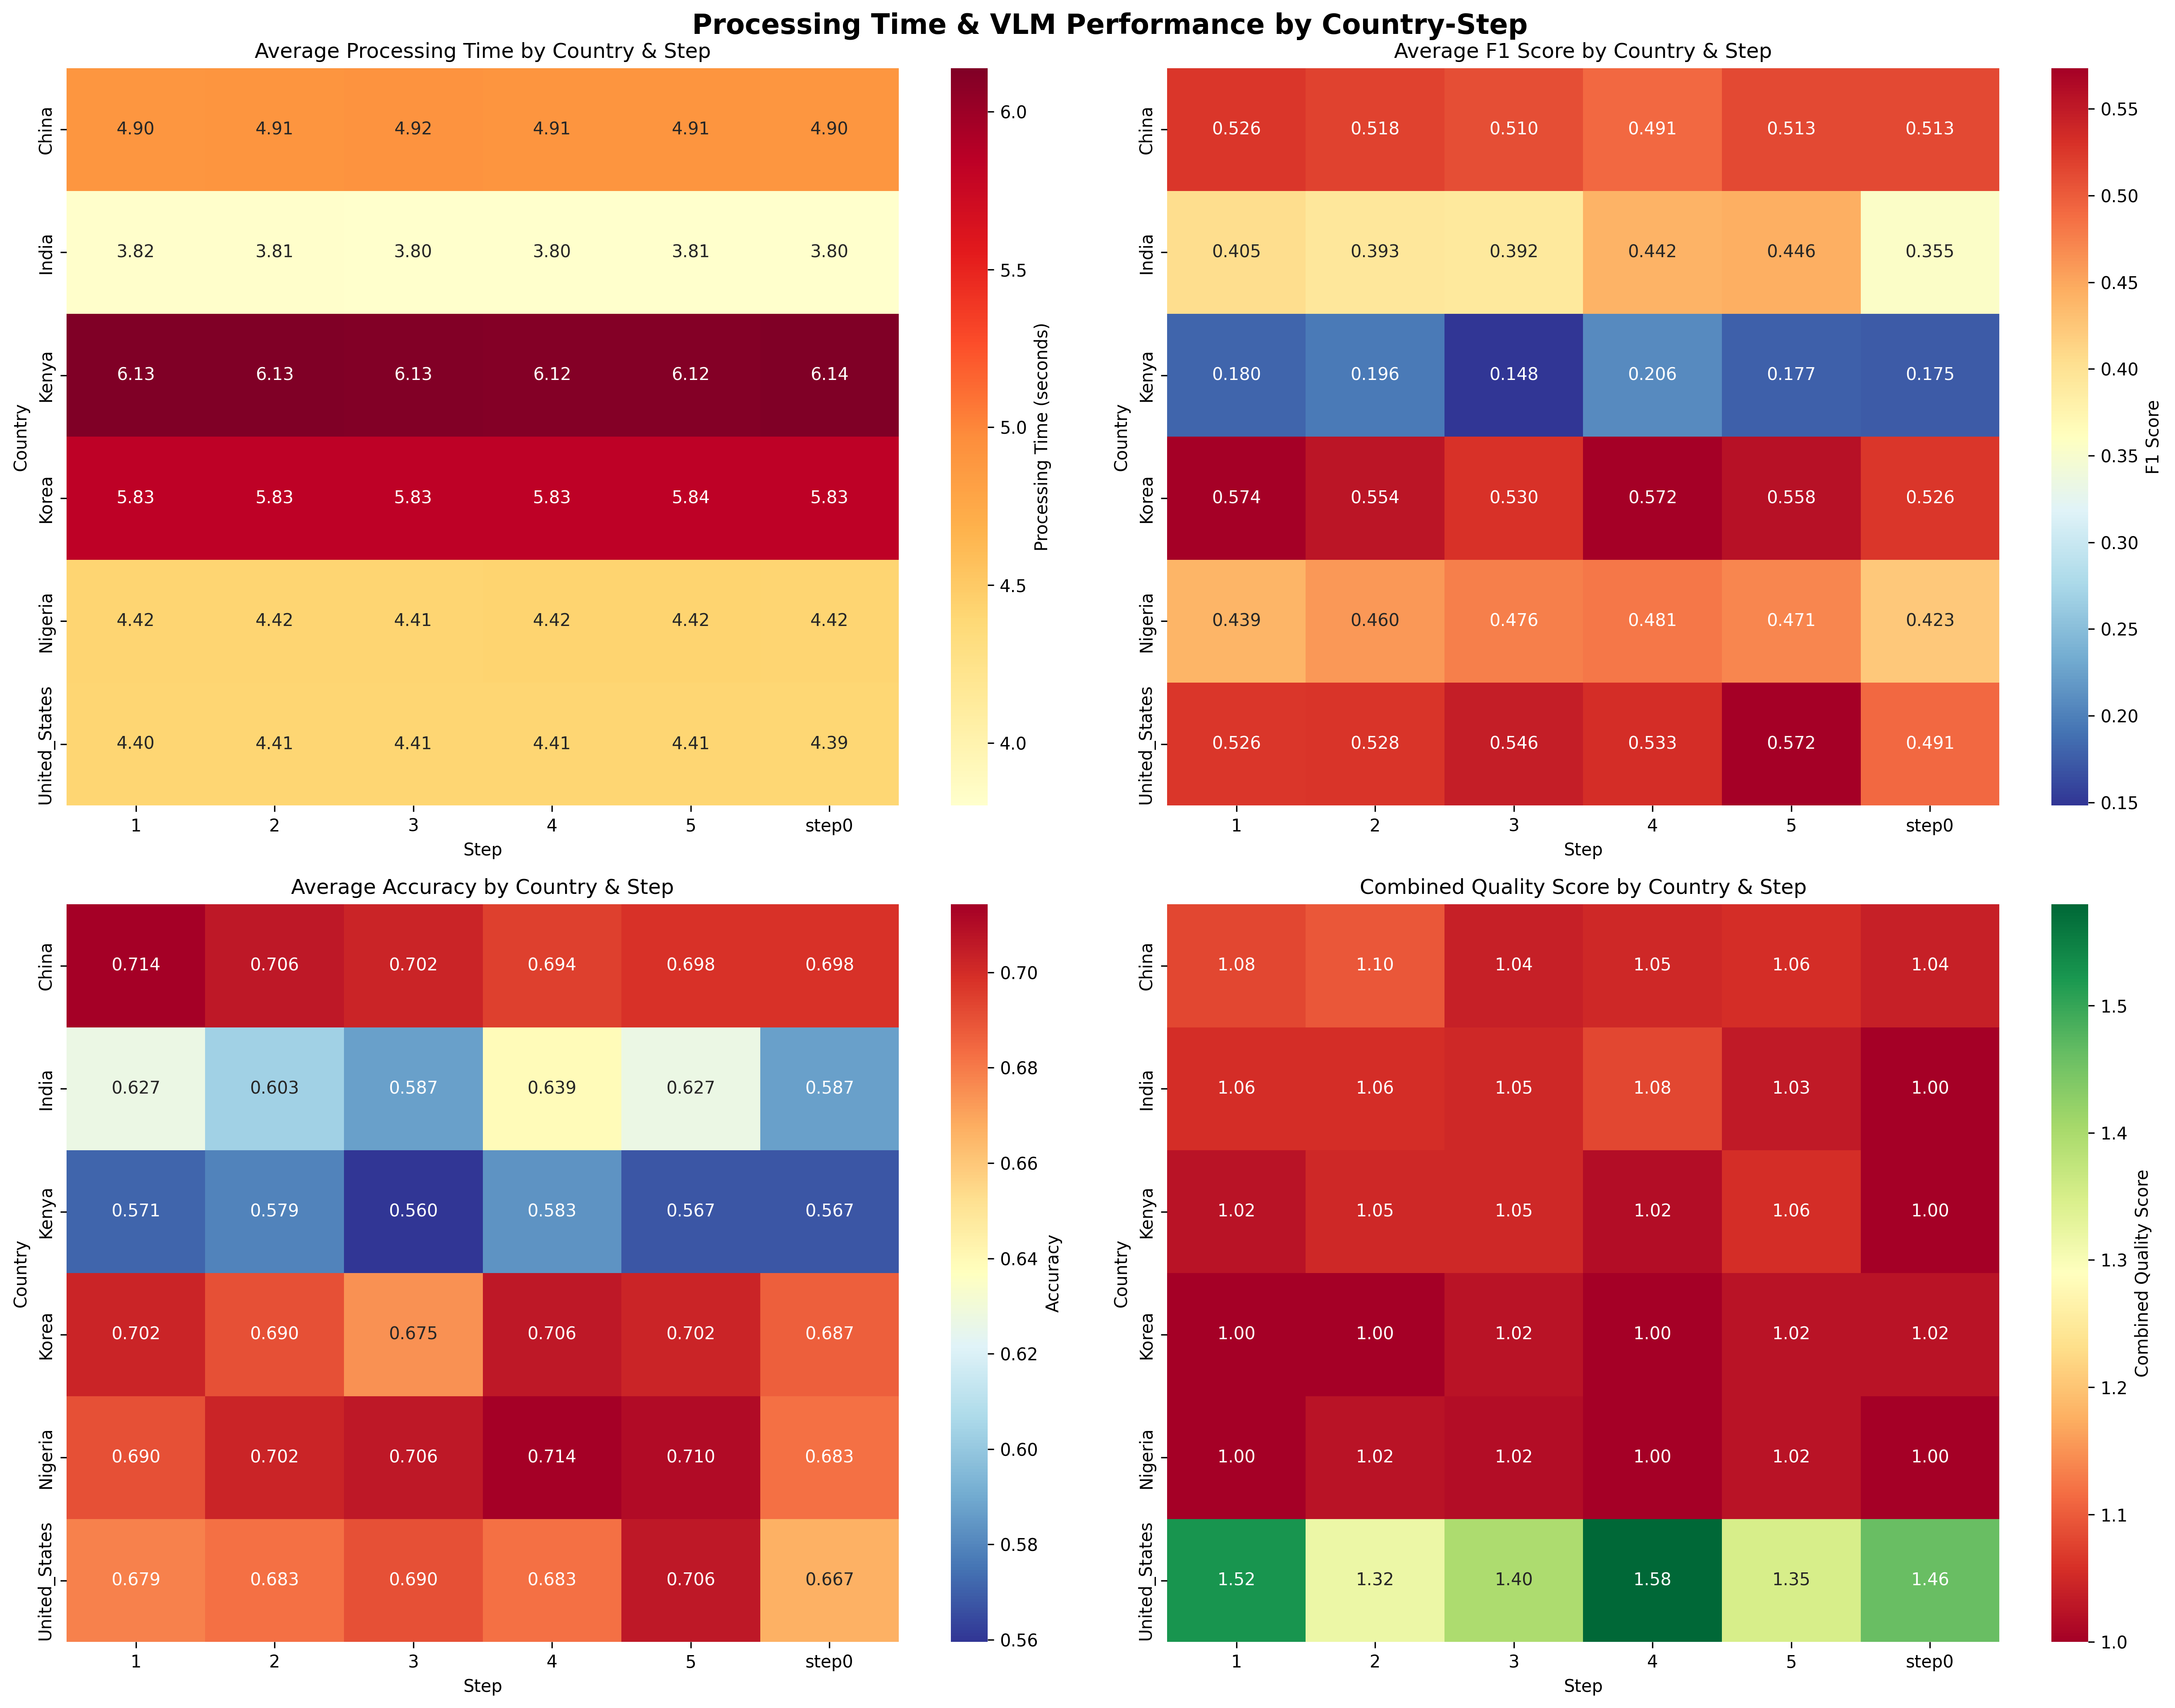 Processing Time & VLM Performance by Country-Step
Average Processing Time by Country & Step
China 4.90 4.91 4.92 4.91 4.91 4.90
India 3.82 3.81 3.80 3.80 3.81 3.80
Kenya 6.13 6.13 6.13 6.12 6.12 6.14
Korea 5.83 5.83 5.83 5.83 5.84 5.83
Nigeria 4.42 4.42 4.41 4.42 4.42 4.42
United_States 4.40 4.41 4.41 4.41 4.41 4.39
1 2 3 4 5 step0
Step
Country
6.0
5.5
5.0
4.5
4.0
Processing Time (seconds)
Average F1 Score by Country & Step
China 0.526 0.518 0.510 0.491 0.513 0.513
India 0.405 0.393 0.392 0.442 0.446 0.355
Kenya 0.180 0.196 0.148 0.206 0.177 0.175
Korea 0.574 0.554 0.530 0.572 0.558 0.526
Nigeria 0.439 0.460 0.476 0.481 0.471 0.423
United_States 0.526 0.528 0.546 0.533 0.572 0.491
1 2 3 4 5 step0
Step
Country
0.55
0.50
0.45
0.40
0.35
0.30
0.25
0.20
0.15
F1 Score
Average Accuracy by Country & Step
China 0.714 0.706 0.702 0.694 0.698 0.698
India 0.627 0.603 0.587 0.639 0.627 0.587
Kenya 0.571 0.579 0.560 0.583 0.567 0.567
Korea 0.702 0.690 0.675 0.706 0.702 0.687
Nigeria 0.690 0.702 0.706 0.714 0.710 0.683
United_States 0.679 0.683 0.690 0.683 0.706 0.667
1 2 3 4 5 step0
Step
Country
0.70
0.68
0.66
0.64
0.62
0.60
0.58
0.56
Accuracy
Combined Quality Score by Country & Step
China 1.08 1.10 1.04 1.05 1.06 1.04
India 1.06 1.06 1.05 1.08 1.03 1.00
Kenya 1.02 1.05 1.05 1.02 1.06 1.00
Korea 1.00 1.00 1.02 1.00 1.02 1.02
Nigeria 1.00 1.02 1.02 1.00 1.02 1.00
United_States 1.52 1.32 1.40 1.58 1.35 1.46
1 2 3 4 5 step0
Step
Country
1.5
1.4
1.3
1.2
1.1
1.0
Combined Quality Score